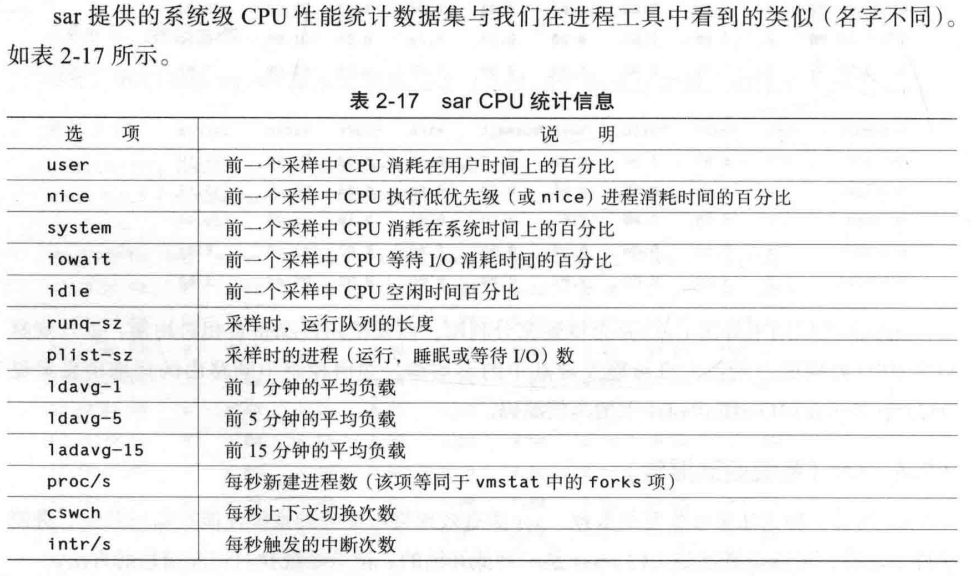 sar 提供的系统级 CPU 性能统计数据集与我们在进程工具中看到的类似（名字不同）。
如表 2-17 所示。
表 2-17 sar CPU 统计信息
选 项 说 明
user 前一个采样中 CPU 消耗在用户时间上的百分比
nice 前一个采样中 CPU 执行低优先级（或 nice）进程消耗时间的百分比
system 前一个采样中 CPU 消耗在系统时间上的百分比
iowait 前一个采样中 CPU 等待 I/O 消耗时间的百分比
idle 前一个采样中 CPU 空闲时间百分比
runq-sz 采样时，运行队列的长度
plist-sz 采样时的进程（运行，睡眠或等待 I/O）数
ldavg-1 前 1 分钟的平均负载
ldavg-5 前 5 分钟的平均负载
ladavg-15 前 15 分钟的平均负载
proc/s 每秒新建进程数（该项等同于 vmstat 中的 forks 项）
cswch 每秒上下文切换次数
intr/s 每秒触发的中断次数